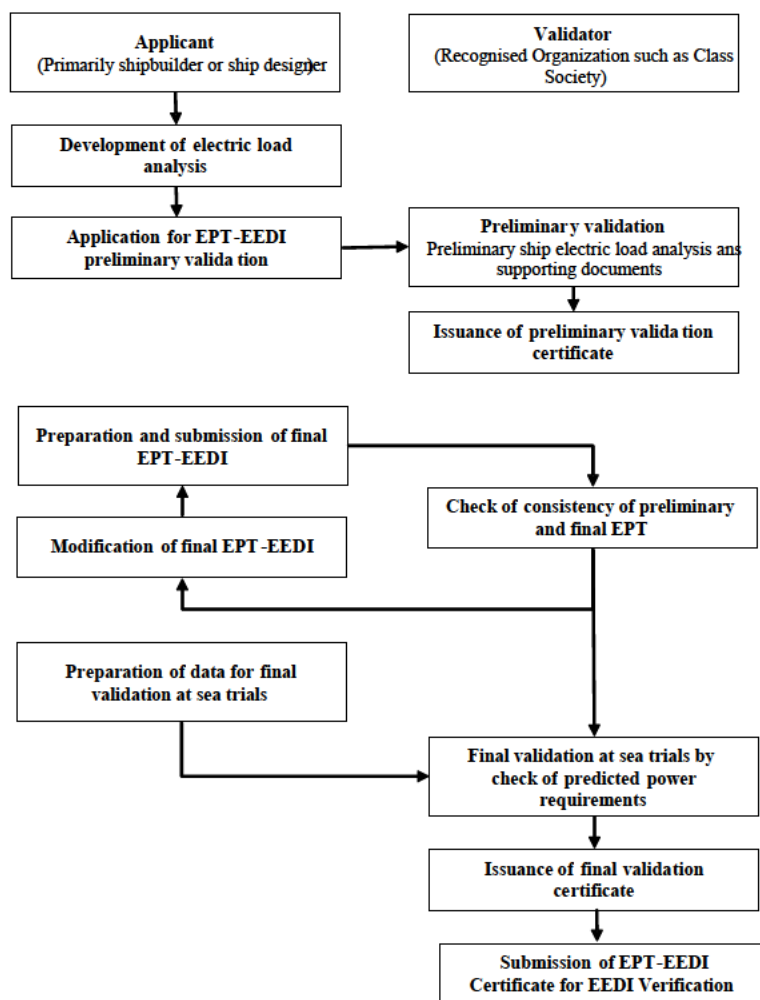 Applicant
(Primarily shipbuilder or ship designer)
Validator
(Recognised Organization such as Class
Society)
Development of electric load
analysis
Application for EPT-EEDI
preliminary validation
Preliminary validation
Preliminary ship electric load analysis ans
supporting documents
Issuance of preliminary validation
certificate
Preparation and submission of final
EPT-EEDI
Check of consistency of preliminary
and final EPT
Modification of final EPT-EEDI
Preparation of data for final
validation at sea trials
Final validation at sea trials by
check of predicted power
requirements
Issuance of final validation
certificate
Submission of EPT-EEDI
Certificate for EEDI Verification